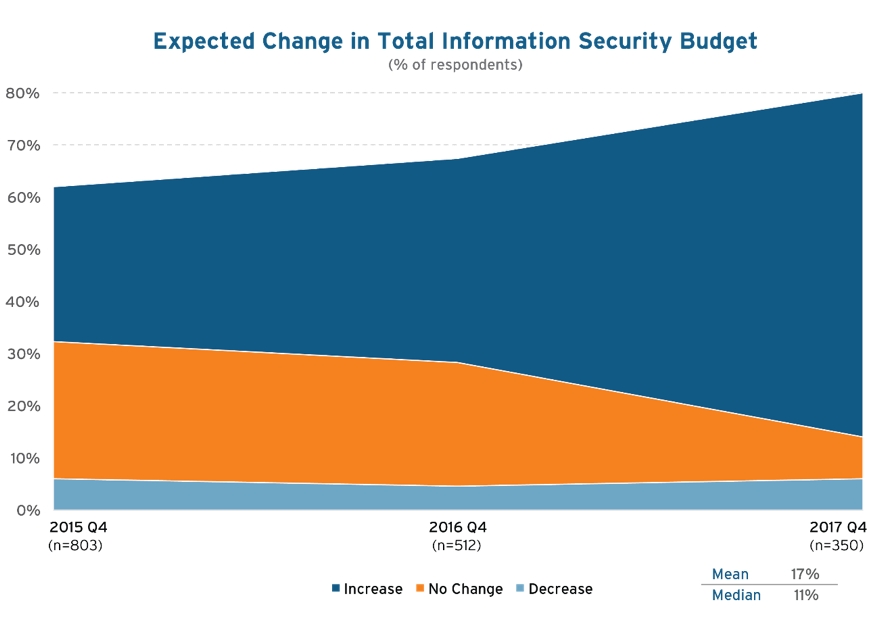 Expected Change in Total Information Security Budget
(% of respondents)
80%
70%
60%
50%
40%
30%
20%
10%
0%
2015 Q4 2016 Q4 2017 Q4
(n=803) (n=512) (n=350)
Increase No Change Decrease
Mean 17%
Median 11%